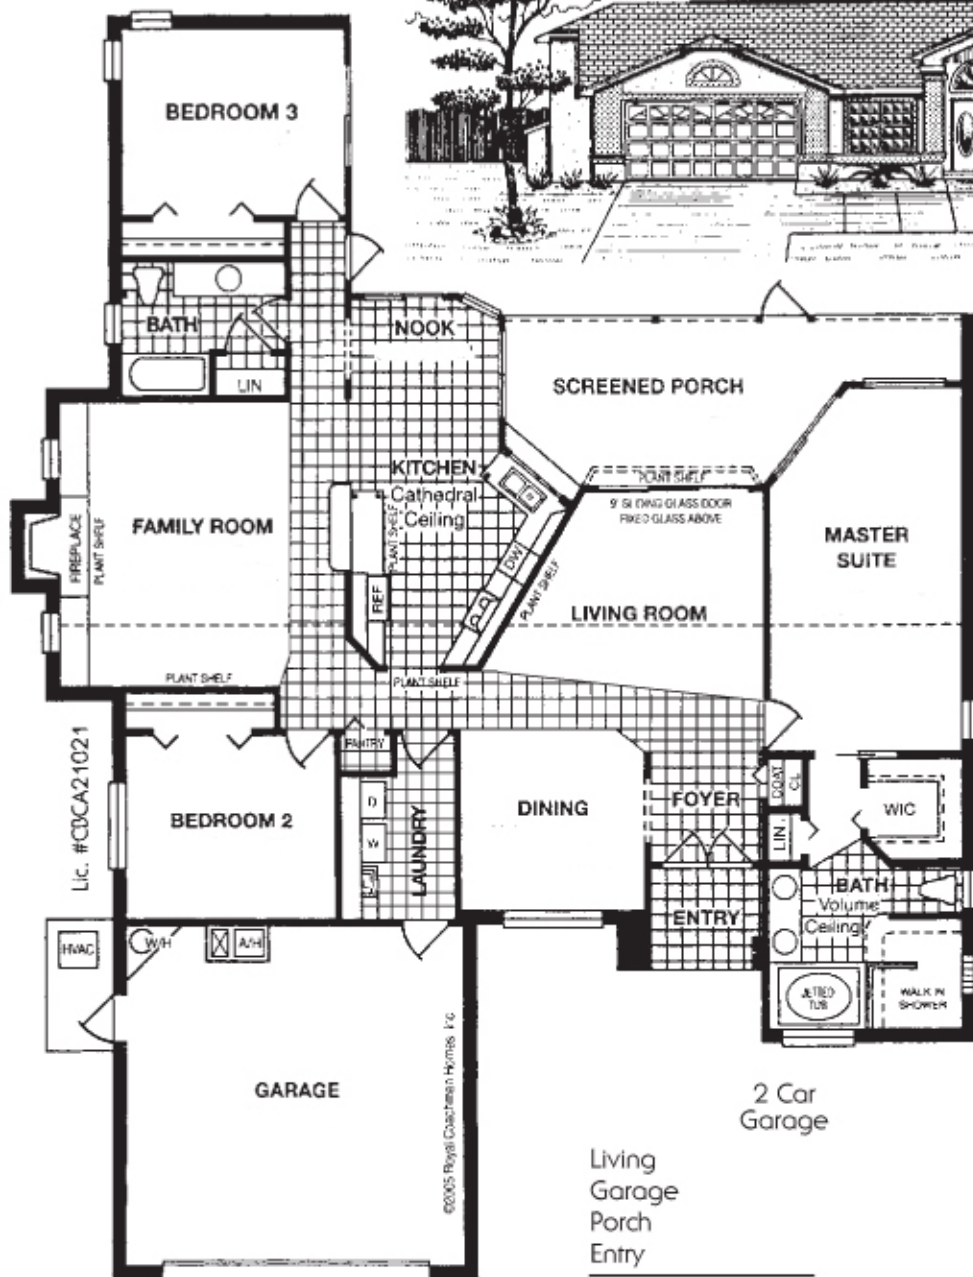 BEDROOM 3
BATH
LIN
NOOK
SCREENED PORCH
PLANT SHELF
9' SLIDING GLASS DOOR
FIXED GLASS ABOVE
KITCHEN
Cathedral
Ceiling
PLANT SHELF
REF
DW
PLANT SHELF
FAMILY ROOM
FIREPLACE
PLANT SHELF
PLANT SHELF
LIVING ROOM
MASTER
SUITE
PLANT SHELF
Lic. #CBCA21021
BEDROOM 2
PANTRY
D
W
LAUNDRY
DINING
FOYER
COAT
CL
LIN
WIC
ENTRY
BATH
Volume
Ceiling
JETTED
TUB
WALK IN
SHOWER
HVAC
W/H
A/H
GARAGE
©2005 Royal Coachman Homes, Inc
2 Car
Garage
Living
Garage
Porch
Entry